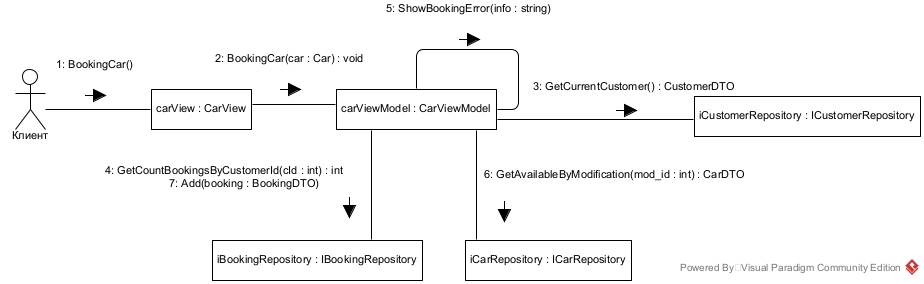 5: ShowBookingError(info : string)
1: BookingCar()
2: BookingCar(car : Car) : void
3: GetCurrentCustomer() : CustomerDTO
carView : CarView
carViewModel : CarViewModel
iCustomerRepository : ICustomerRepository
Клиент
4: GetCountBookingsByCustomerId(cId : int) : int
7: Add(booking : BookingDTO)
6: GetAvailableByModification(mod_id : int) : CarDTO
iBookingRepository : IBookingRepository
iCarRepository : ICarRepository
Powered By Visual Paradigm Community Edition